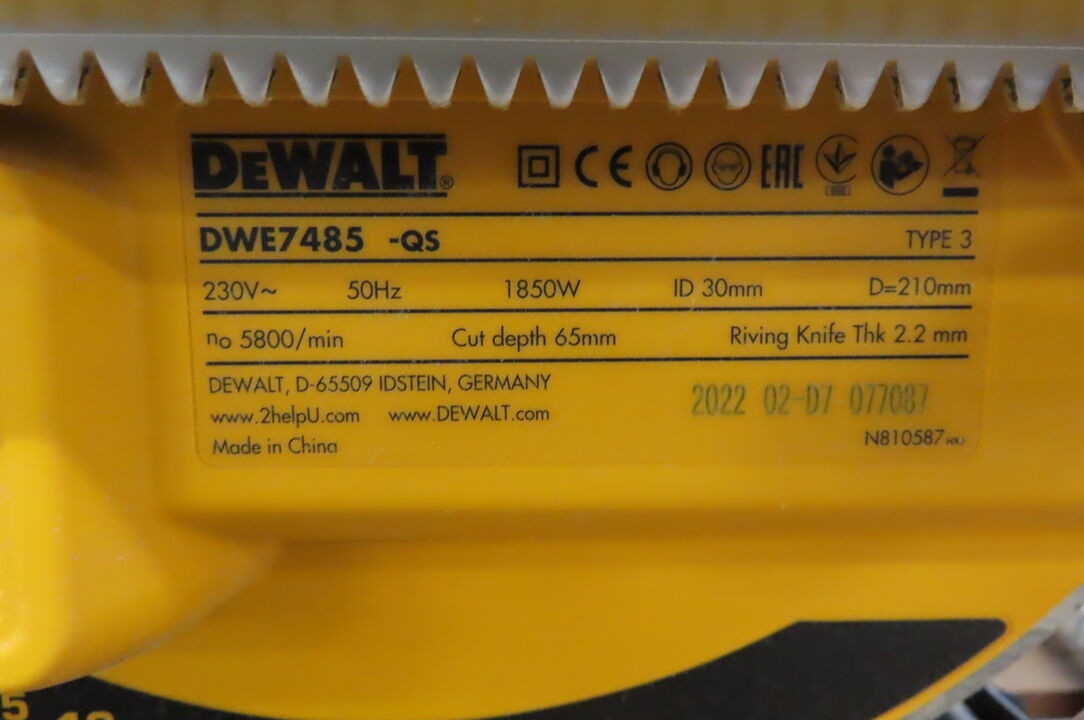 DEWALT®
CE EAC
DWE7485 -QS TYPE 3
230V~ 50Hz 1850W ID 30mm D=210mm
no 5800/min Cut depth 65mm Riving Knife Thk 2.2 mm
DEWALT, D-65509 IDSTEIN, GERMANY
www.2helpU.com www.DEWALT.com
2022 02-D7 077087
Made in China
N810587